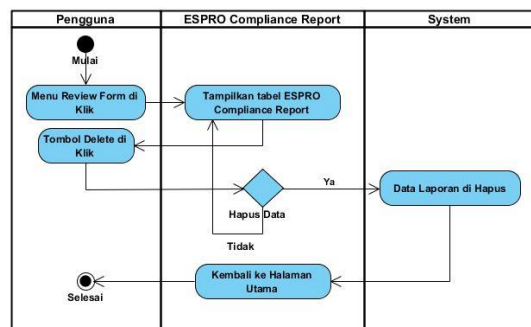 Pengguna
ESPRO Compliance Report
System
Mulai
Menu Review Form di
Klik
Tampilkan tabel ESPRO
Compliance Report
Tombol Delete di
Klik
Hapus Data
Ya
Data Laporan di Hapus
Tidak
Kembali ke Halaman
Utama
Selesai